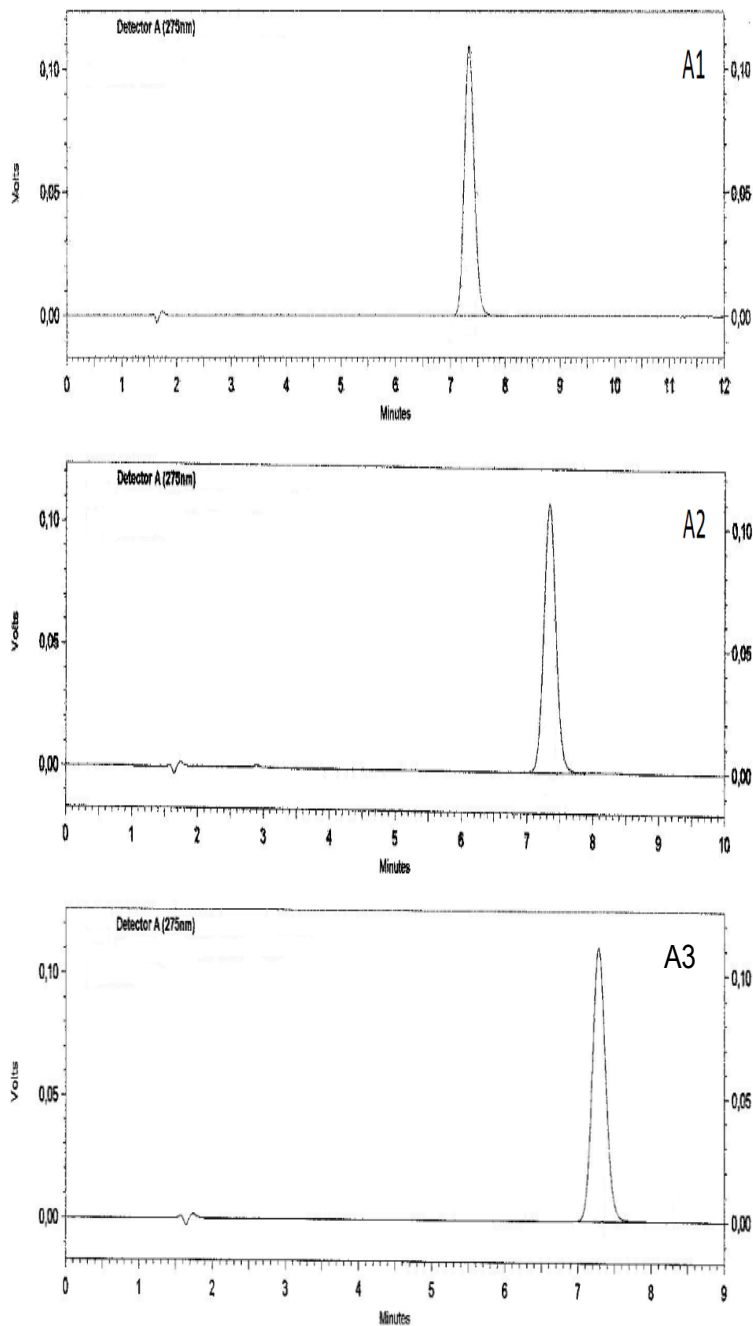 Detector A (275nm)
A1
0,10 0,10
Volts
0,05 0,05
0,00 0,00
0 1 2 3 4 5 6 7 8 9 10 11 12
Minutes
Detector A (275nm)
A2
0,10 0,10
Volts
0,05 0,05
0,00 0,00
0 1 2 3 4 5 6 7 8 9 10
Minutes
Detector A (275nm)
A3
0,10 0,10
Volts
0,05 0,05
0,00 0,00
0 1 2 3 4 5 6 7 8 9
Minutes